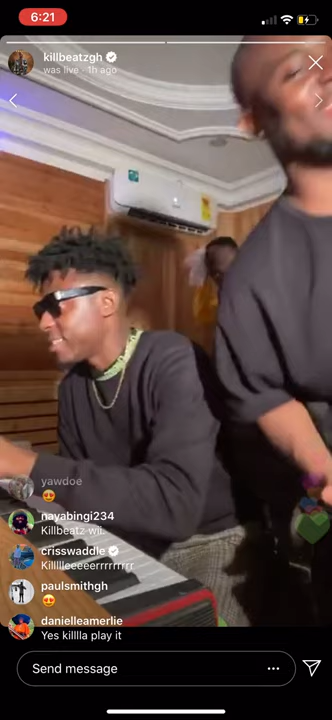 6:21
killbeatzgh
was live · 1h ago
yawdoe
😍
nayabingi234
Killbeatz-wii.
crisswaddle
Killlleeeeerrrrrrrrr
paulsmithgh
😍
danielleamerlie
Yes killlla play it
Send message